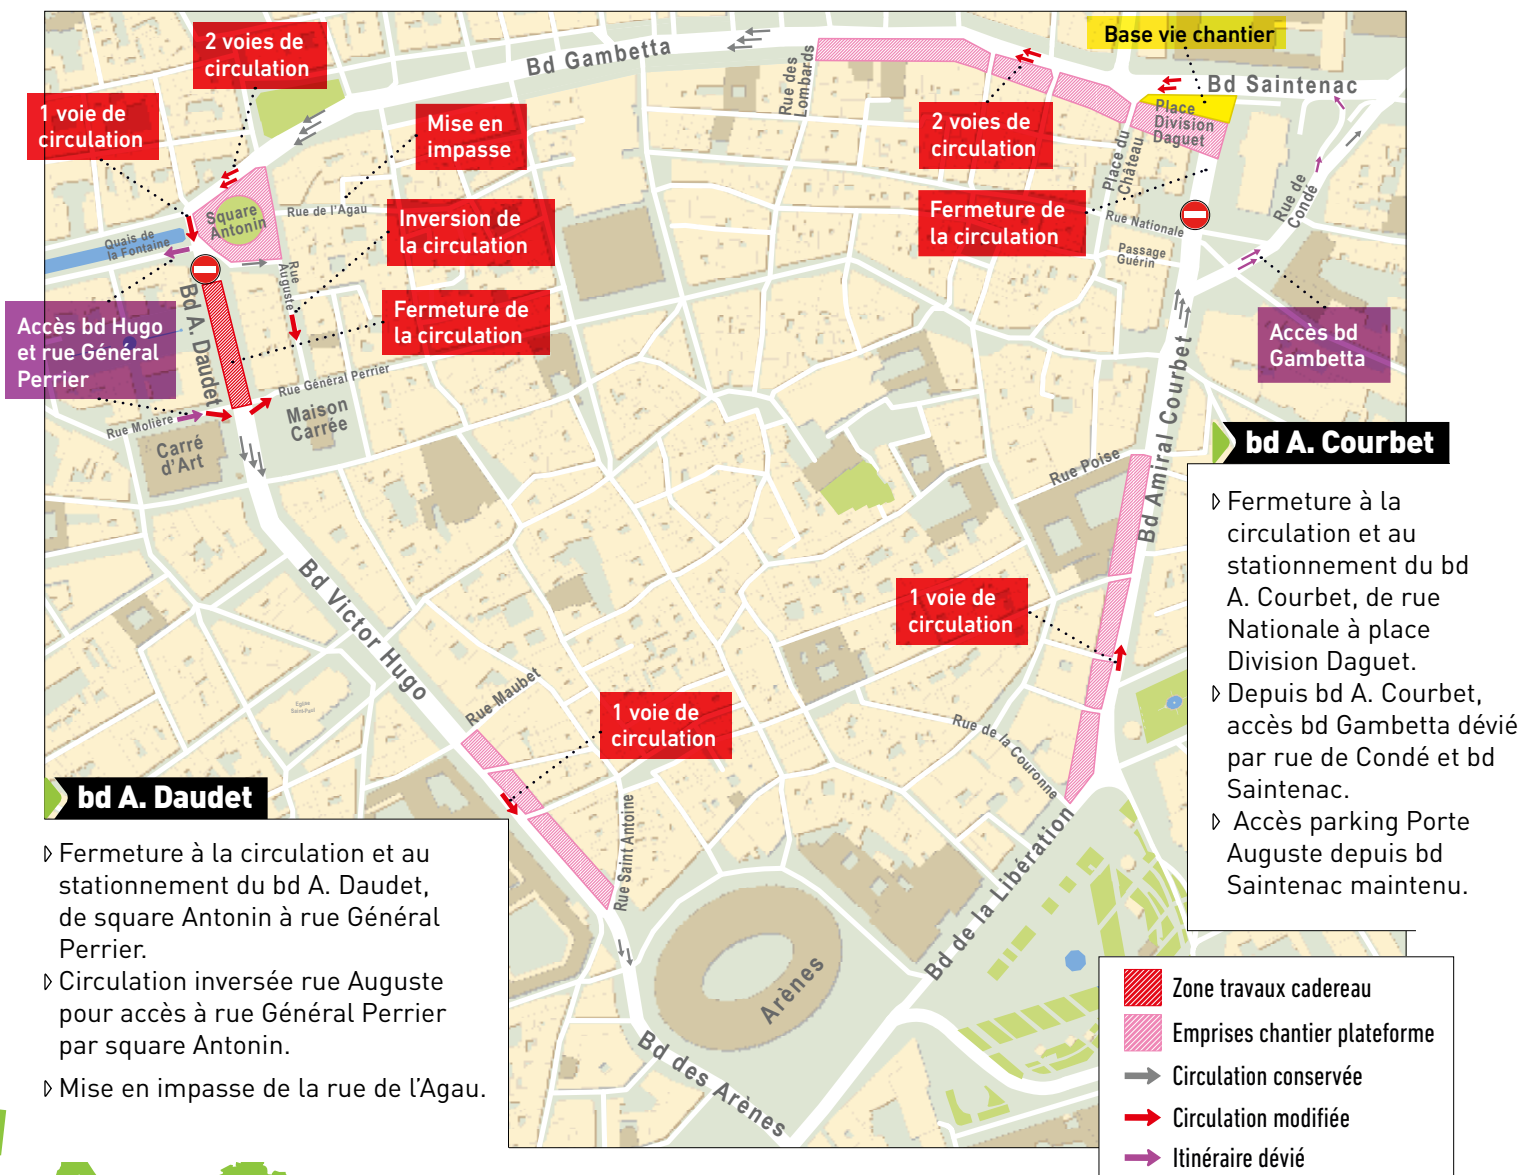 2 voies de
circulation
1 voie de
circulation
Mise en
impasse
Bd Gambetta
Rue des
Lombards
2 voies de
circulation
Base vie chantier
Bd Saintenac
Place
Division
Daguet
Place du
Château
Fermeture de
la circulation
Rue Nationale
Passage
Guérin
Rue de
Condé
Accès bd
Gambetta
Square
Antonin
Rue de l'Agau
Quais de
la Fontaine
Inversion de
la circulation
Rue
Auguste
Fermeture de
la circulation
Accès bd Hugo
et rue Général
Perrier
Bd A. Daudet
Rue Général Perrier
Rue Molière
Maison
Carrée
Carré
d'Art
Bd Amiral Courbet
Rue Poise
1 voie de
circulation
Bd Victor Hugo
Rue Maubet
1 voie de
circulation
Eglise
Saint-Paul
Rue de la Couronne
Rue Saint Antoine
Bd de la Libération
Arènes
Bd des Arènes
bd A. Courbet
Fermeture à la
circulation et au
stationnement du bd
A. Courbet, de rue
Nationale à place
Division Daguet.
Depuis bd A. Courbet,
accès bd Gambetta dévié
par rue de Condé et bd
Saintenac.
Accès parking Porte
Auguste depuis bd
Saintenac maintenu.
bd A. Daudet
Fermeture à la circulation et au
stationnement du bd A. Daudet,
de square Antonin à rue Général
Perrier.
Circulation inversée rue Auguste
pour accès à rue Général Perrier
par square Antonin.
Mise en impasse de la rue de l'Agau.
Zone travaux cadereau
Emprises chantier plateforme
Circulation conservée
Circulation modifiée
Itinéraire dévié